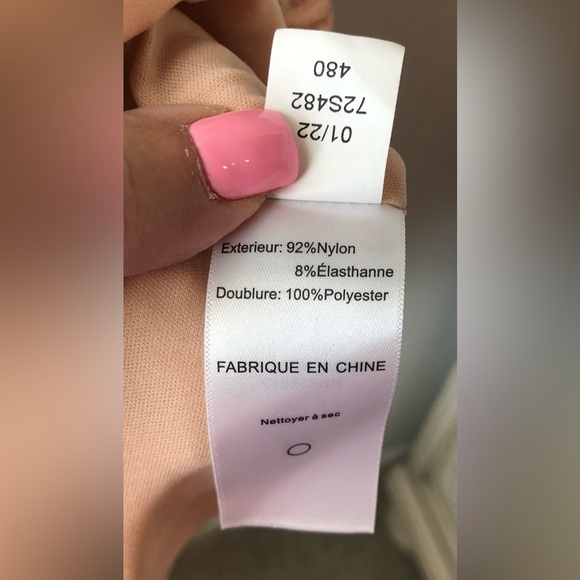 01/22
72S482
480
Exterieur: 92%Nylon
8%Élasthanne
Doublure: 100%Polyester
FABRIQUE EN CHINE
Nettoyer à sec